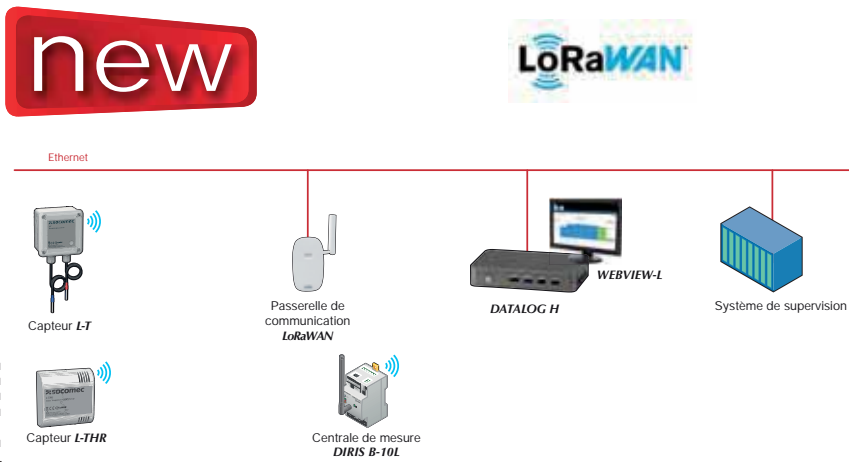 new
LoRaWAN
Ethernet
WEBVIEW-L
DATALOG H
Système de supervision
Passerelle de
communication
LoRaWAN
Capteur L-T
socomec
Capteur L-THR
Centrale de mesure
DIRIS B-10L